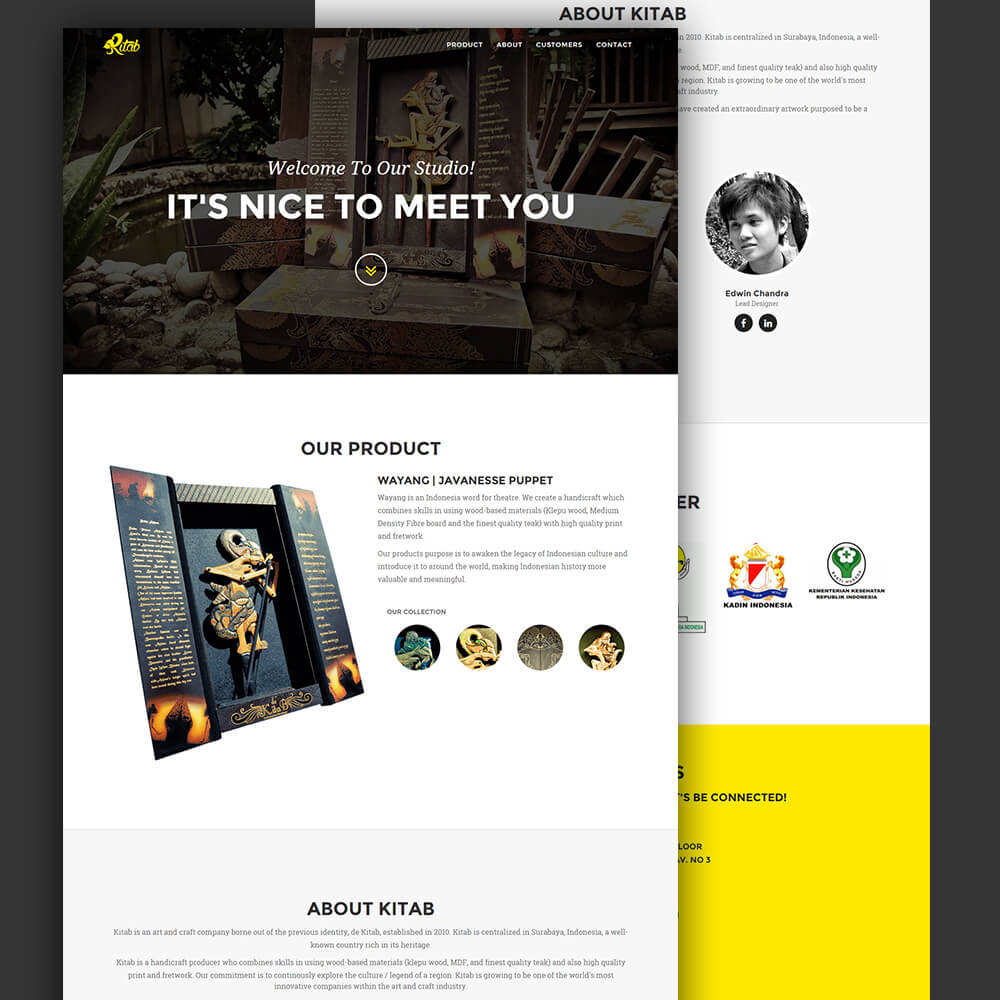 Kitab
PRODUCT ABOUT CUSTOMERS CONTACT
Welcome To Our Studio!
IT'S NICE TO MEET YOU
OUR PRODUCT
WAYANG | JAVANESSE PUPPET
Wayang is an Indonesia word for theatre. We create a handicraft which
combines skills in using wood-based materials (Klepu wood, Medium
Density Fibre board and the finest quality teak) with high quality print
and fretwork
Our products purpose is to awaken the legacy of Indonesian culture and
introduce it to around the world, making Indonesian history more
valuable and meaningful.
OUR COLLECTION
ABOUT KITAB
Kitab is an art and craft company borne out of the previous identity, de Kitab, established in 2010. Kitab is centralized in Surabaya, Indonesia, a well-
known country rich in its heritage.
Kitab is a handicraft producer who combines skills in using wood-based materials (klepu wood, MDF, and finest quality teak) and also high quality
print and fretwork. Our commitment is to continously explore the culture / legend of a region. Kitab is growing to be one of the world's most
innovative companies within the art and craft industry.
ABOUT KITAB
in 2010. Kitab is centralized in Surabaya, Indonesia, a well-
wood, MDF, and finest quality teak) and also high quality
region. Kitab is growing to be one of the world's most
aft industry.
ave created an extraordinary artwork purposed to be a
Edwin Chandra
Lead Designer
f in
ER
KADIN INDONESIA
BAKTI HUSADA
KEMENTERIAN KESEHATAN
REPUBLIK INDONESIA
INDONESIA
S
T'S BE CONNECTED!
LOOR
AV. NO 3